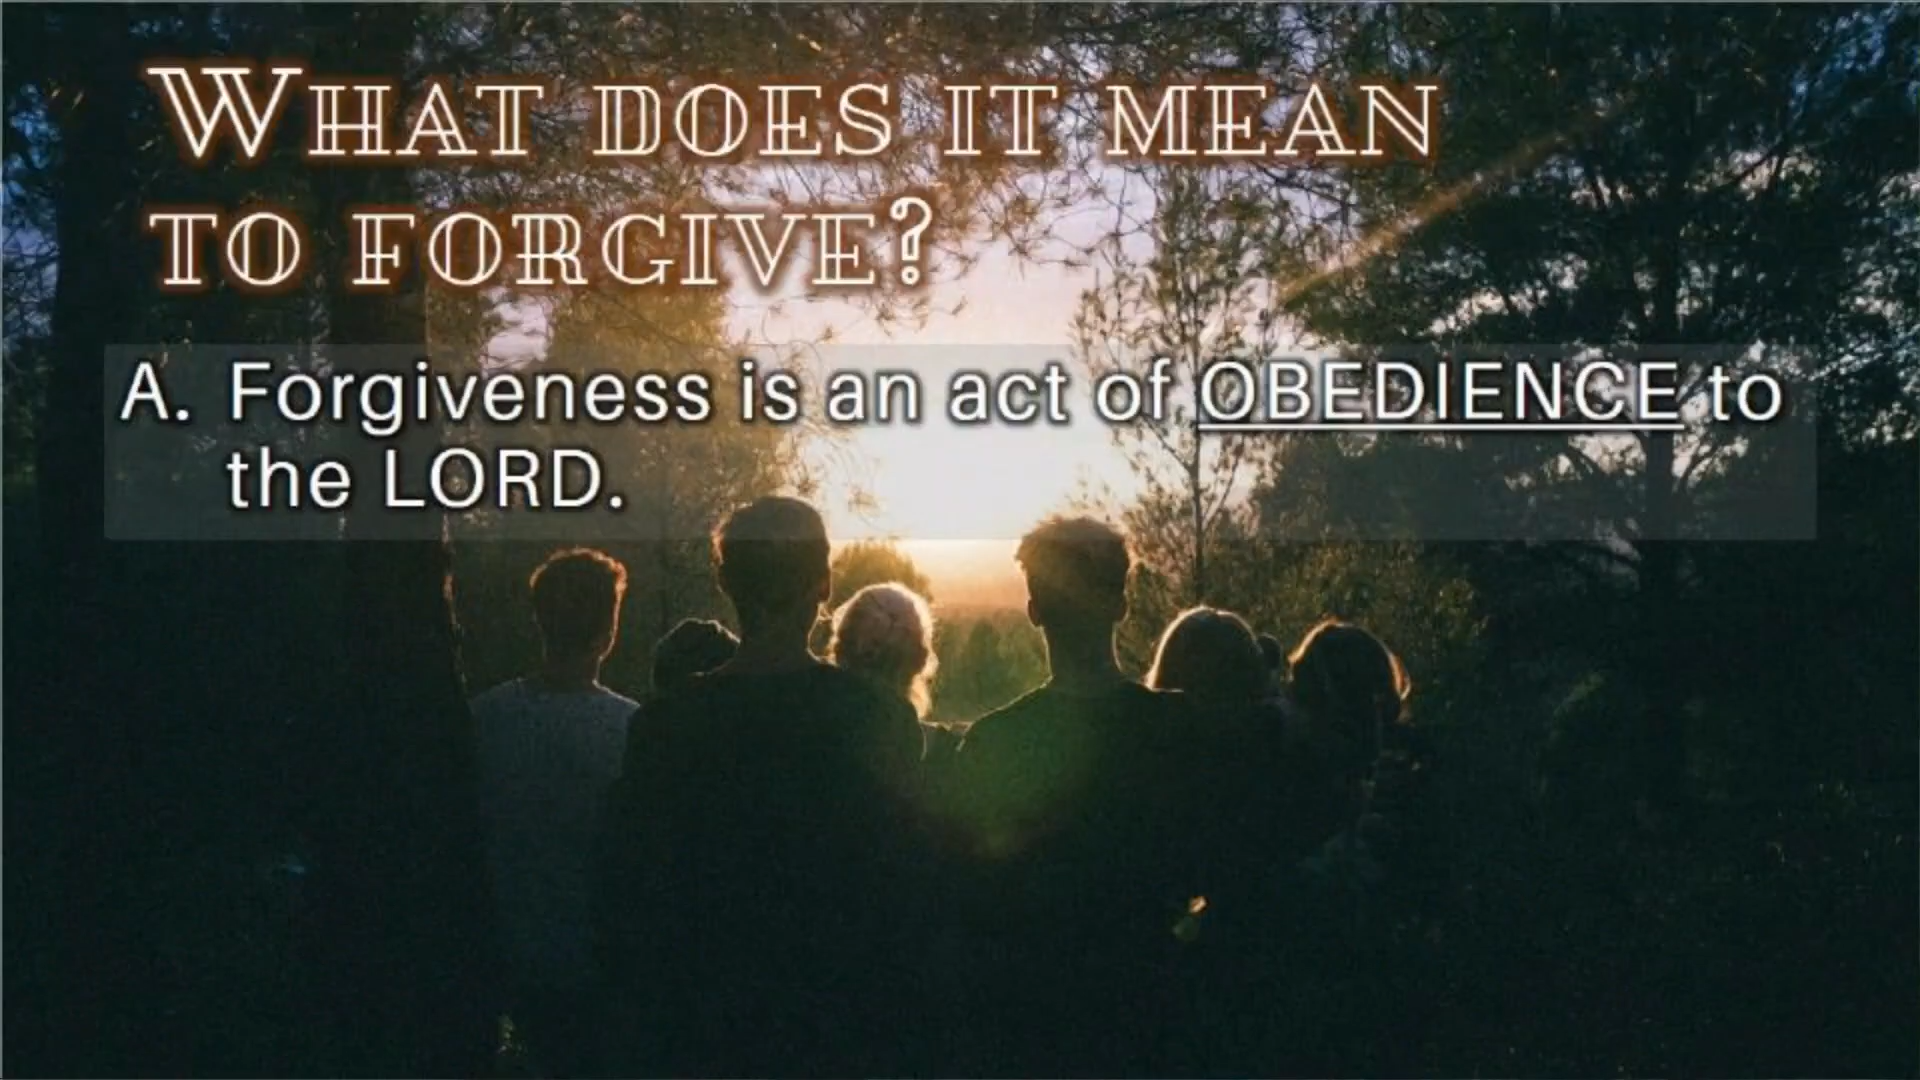 WHAT DOES IT MEAN
TO FORGIVE?
A. Forgiveness is an act of OBEDIENCE to
the LORD.